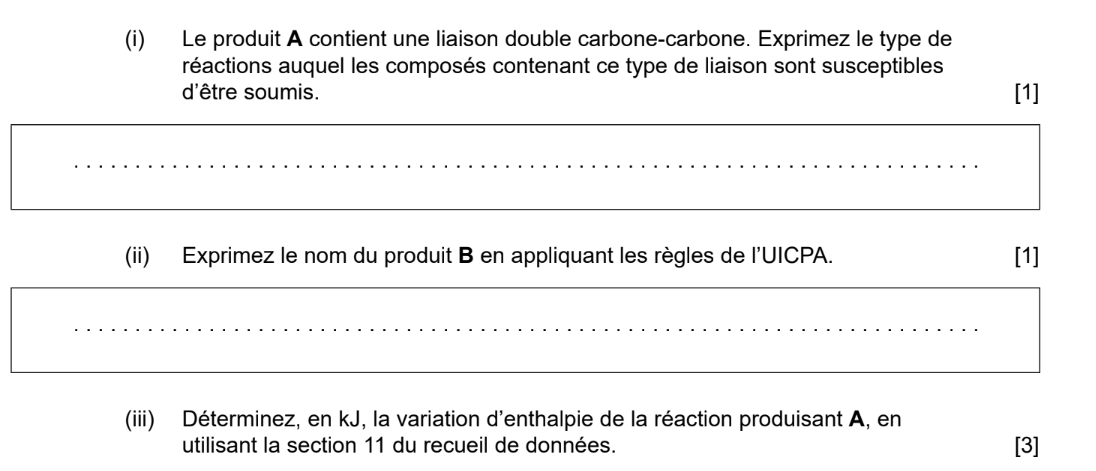 (i) Le produit A contient une liaison double carbone-carbone. Exprimez le type de
réactions auquel les composés contenant ce type de liaison sont susceptibles
d'être soumis. [1]
(ii) Exprimez le nom du produit B en appliquant les règles de l'UICPA. [1]
(iii) Déterminez, en kJ, la variation d'enthalpie de la réaction produisant A, en
utilisant la section 11 du recueil de données. [3]